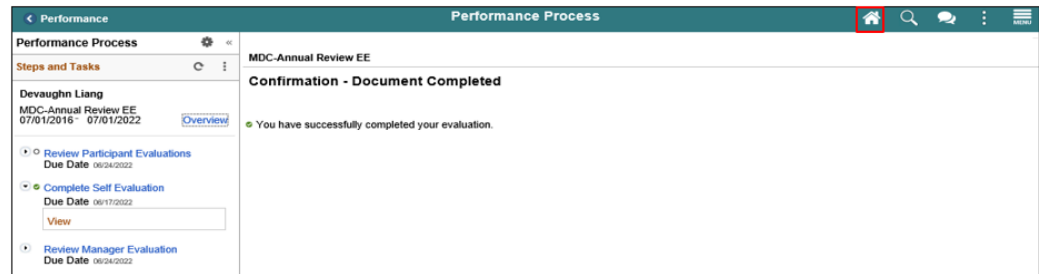 Performance
Performance Process
MENU
Performance Process
«
Steps and Tasks
Devaughn Liang
MDC-Annual Review EE
07/01/2016 - 07/01/2022
Overview
Review Participant Evaluations
Due Date 06/24/2022
Complete Self Evaluation
Due Date 06/17/2022
View
Review Manager Evaluation
Due Date 06/24/2022
MDC-Annual Review EE
Confirmation - Document Completed
You have successfully completed your evaluation.